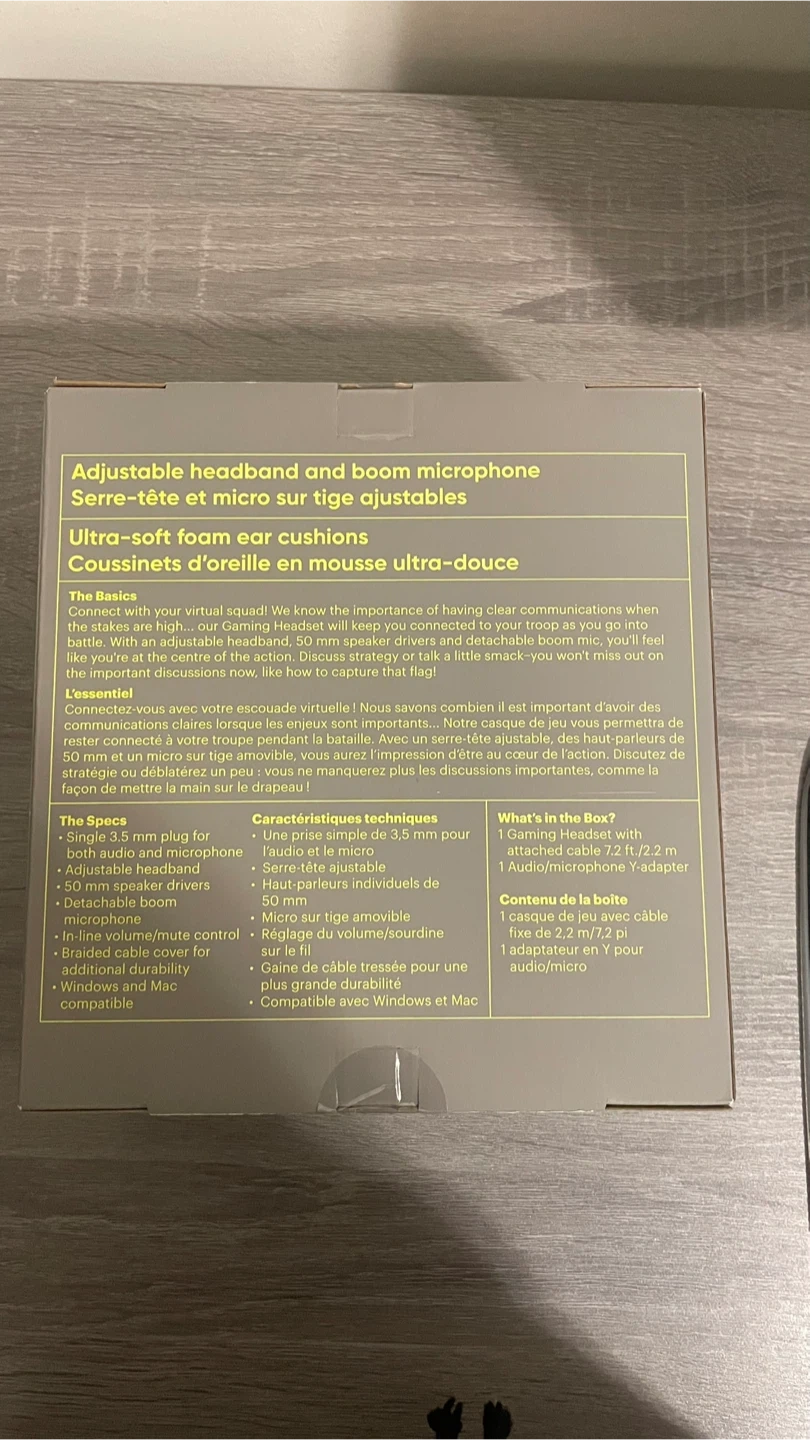 Adjustable headband and boom microphone
Serre-tête et micro sur tige ajustables
Ultra-soft foam ear cushions
Coussinets d'oreille en mousse ultra-douce
The Basics
Connect with your virtual squad! We know the importance of having clear communications when
the stakes are high... our Gaming Headset will keep you connected to your troop as you go into
battle. With an adjustable headband, 50 mm speaker drivers and detachable boom mic, you'll feel
like you're at the centre of the action. Discuss strategy or talk a little smack–you won't miss out on
the important discussions now, like how to capture that flag!
L'essentiel
Connectez-vous avec votre escouade virtuelle ! Nous savons combien il est important d'avoir des
communications claires lorsque les enjeux sont importants... Notre casque de jeu vous permettra de
rester connecté à votre troupe pendant la bataille. Avec un serre-tête ajustable, des haut-parleurs de
50 mm et un micro sur tige amovible, vous aurez l'impression d'être au cœur de l'action. Discutez de
stratégie ou déblatérez un peu : vous ne manquerez plus les discussions importantes, comme la
façon de mettre la main sur le drapeau !
The Specs
• Single 3.5 mm plug for
both audio and microphone
• Adjustable headband
• 50 mm speaker drivers
• Detachable boom
microphone
• In-line volume/mute control
• Braided cable cover for
additional durability
• Windows and Mac
compatible
Caractéristiques techniques
• Une prise simple de 3,5 mm pour
l'audio et le micro
• Serre-tête ajustable
• Haut-parleurs individuels de
50 mm
• Micro sur tige amovible
• Réglage du volume/sourdine
sur le fil
• Gaine de câble tressée pour une
plus grande durabilité
• Compatible avec Windows et Mac
What's in the Box?
1 Gaming Headset with
attached cable 7.2 ft./2.2 m
1 Audio/microphone Y-adapter
Contenu de la boîte
1 casque de jeu avec câble
fixe de 2,2 m/7,2 pi
1 adaptateur en Y pour
audio/micro